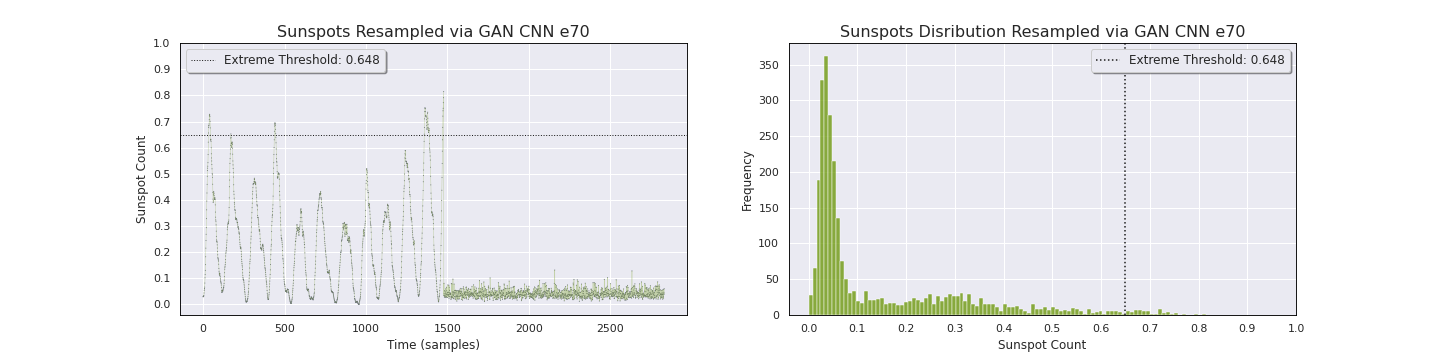 Sunspots Resampled via GAN CNN e70
1.0
0.9
0.8
0.7
0.6
0.5
0.4
0.3
0.2
0.1
0.0
Sunspot Count
Extreme Threshold: 0.648
0 500 1000 1500 2000 2500
Time (samples)
Sunspots Disribution Resampled via GAN CNN e70
350
300
250
200
150
100
50
0
Frequency
Extreme Threshold: 0.648
0.0 0.1 0.2 0.3 0.4 0.5 0.6 0.7 0.8 0.9 1.0
Sunspot Count